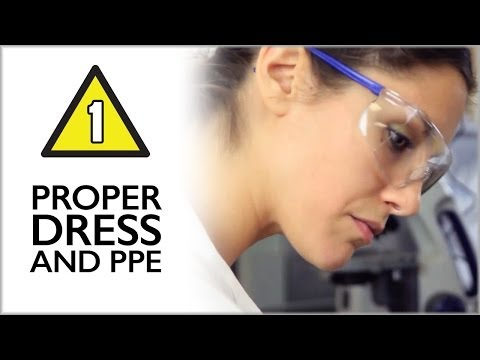 1
PROPER
DRESS
AND PPE